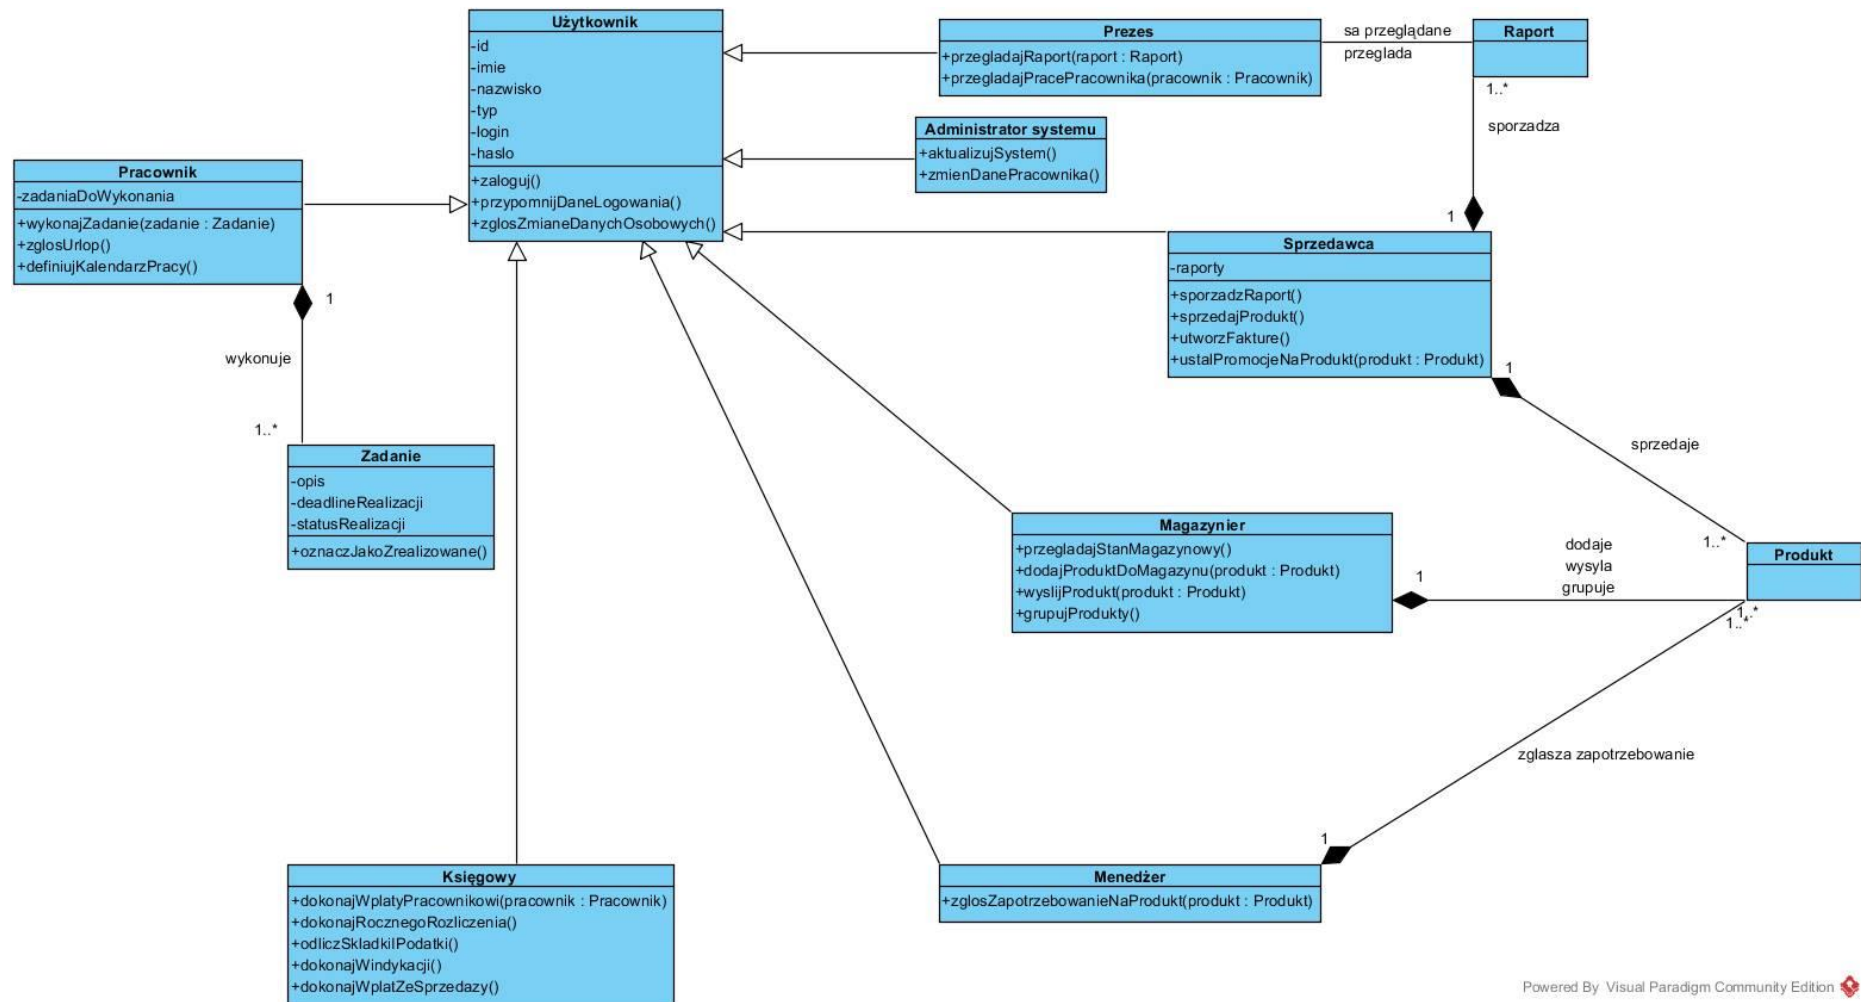 Użytkownik
-id
-imie
-nazwisko
-typ
-login
-haslo
+zaloguj()
+przypomnijDaneLogowania()
+zglosZmianeDanychOsobowych()
Prezes
+przegladajRaport(raport : Raport)
+przegladajPracePracownika(pracownik : Pracownik)
sa przeglądane
przeglada
Raport
1..*
sporzadza
1
Administrator systemu
+aktualizujSystem()
+zmienDanePracownika()
Pracownik
-zadaniaDoWykonania
+wykonajZadanie(zadanie : Zadanie)
+zglosUrlop()
+definiujKalendarzPracy()
1
wykonuje
1..*
Sprzedawca
-raporty
+sporzadzRaport()
+sprzedajProdukt()
+utworzFakture()
+ustalPromocjeNaProdukt(produkt : Produkt)
1
sprzedaje
1..*
Zadanie
-opis
-deadlineRealizacji
-statusRealizacji
+oznaczJakoZrealizowane()
Magazynier
+przegladajStanMagazynowy()
+dodajProduktDoMagazynu(produkt : Produkt)
+wyslijProdukt(produkt : Produkt)
+grupujProdukty()
1
dodaje
wysyla
grupuje
Produkt
1..*
1..*
zglasza zapotrzebowanie
1
Księgowy
+dokonajWplatyPracownikowi(pracownik : Pracownik)
+dokonajRocznegoRozliczenia()
+odliczSkladkiIPodatki()
+dokonajWindykacji()
+dokonajWplatZeSprzedazy()
Menedżer
+zglosZapotrzebowanieNaProdukt(produkt : Produkt)
Powered By Visual Paradigm Community Edition